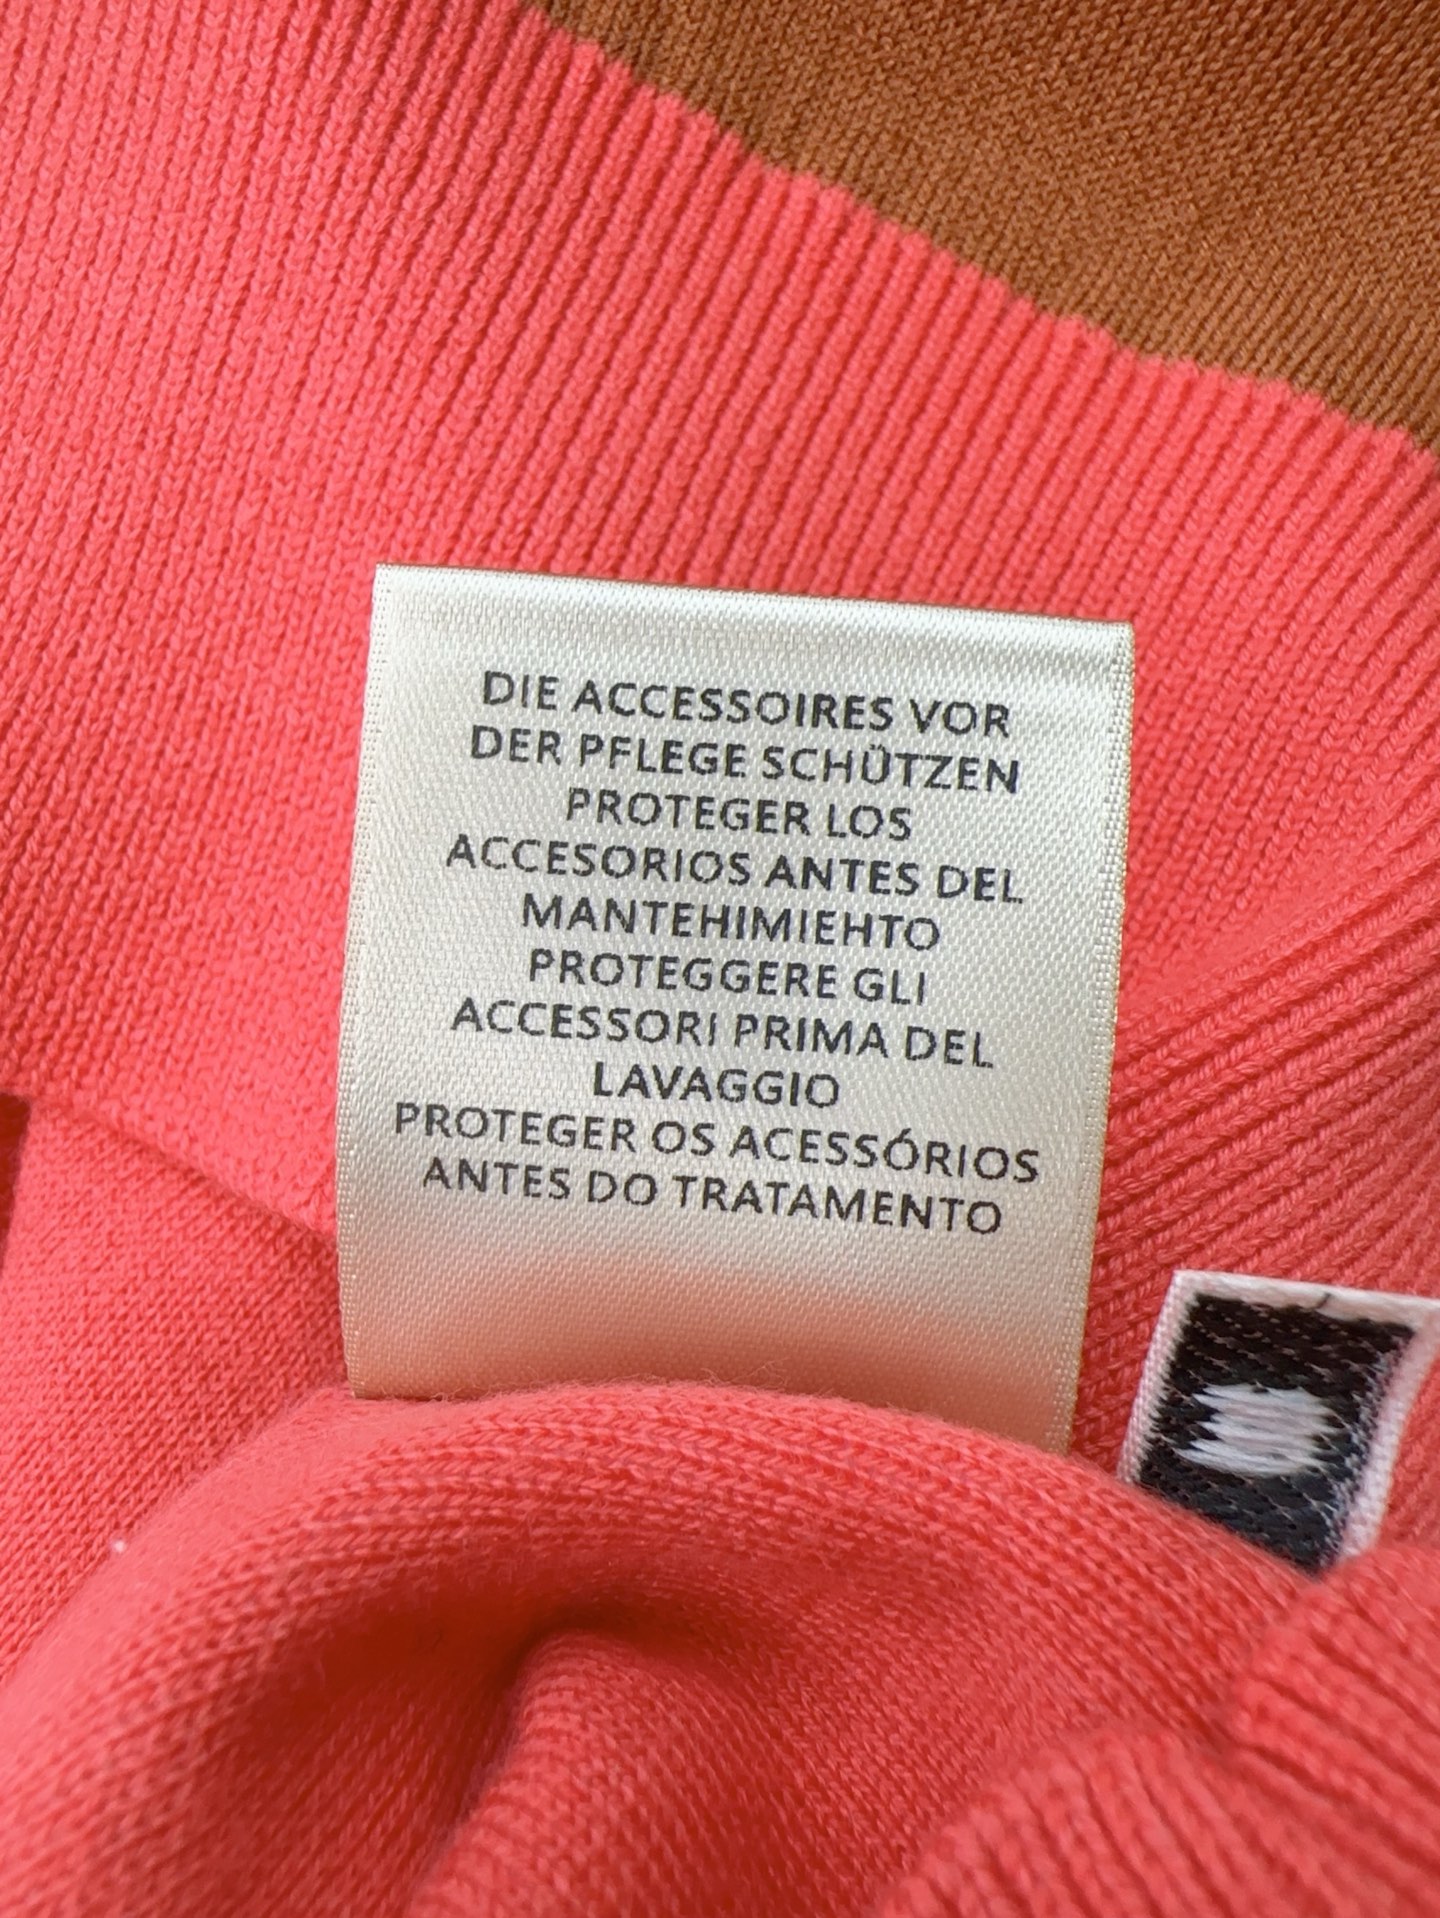 DIE ACCESSOIRES VOR
DER PFLEGE SCHÜTZEN
PROTEGER LOS
ACCESORIOS ANTES DEL
MANTEHIMIEHTO
PROTEGGERE GLI
ACCESSORI PRIMA DEL
LAVAGGIO
PROTEGER OS ACESSÓRIOS
ANTES DO TRATAMENTO